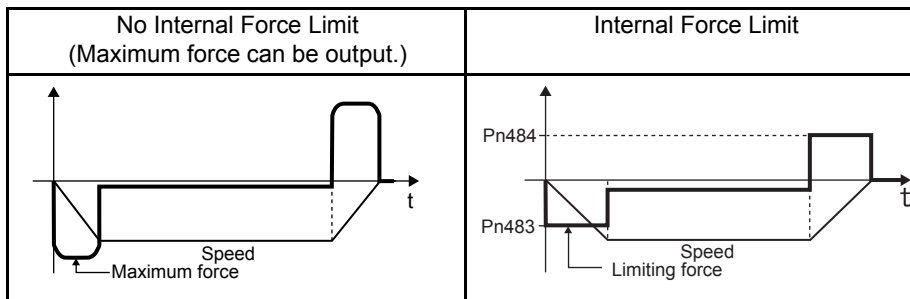 No Internal Force Limit
(Maximum force can be output.)
Internal Force Limit
t
Speed
Maximum force
Pn484
t
Pn483
Speed
Limiting force